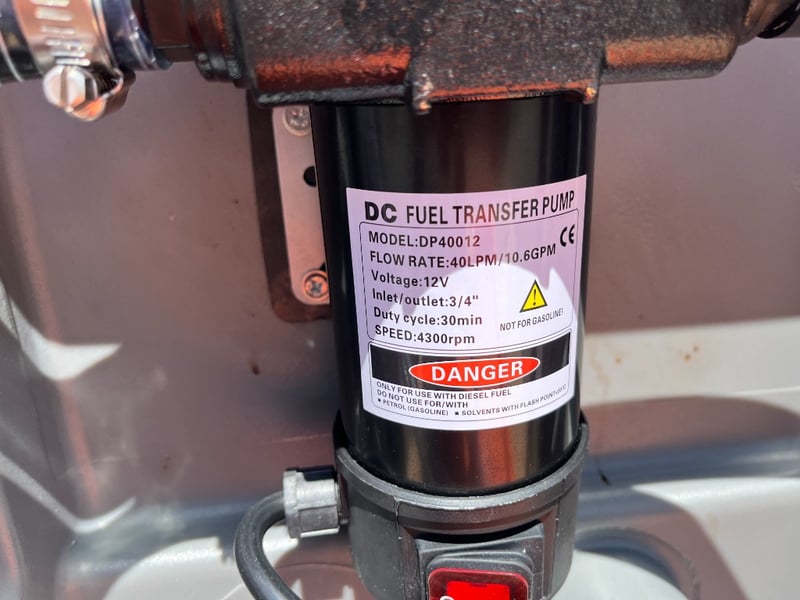 DC FUEL TRANSFER PUMP
MODEL:DP40012
CE
FLOW RATE:40LPM/10.6GPM
Voltage:12V
Inlet/outlet:3/4"
Duty cycle:30min
NOT FOR GASOLINE!
SPEED:4300rpm
DANGER
ONLY FOR USE WITH DIESEL FUEL
DO NOT USE FOR/WITH
▪ PETROL (GASOLINE) ▪ SOLVENTS WITH FLASH POINT